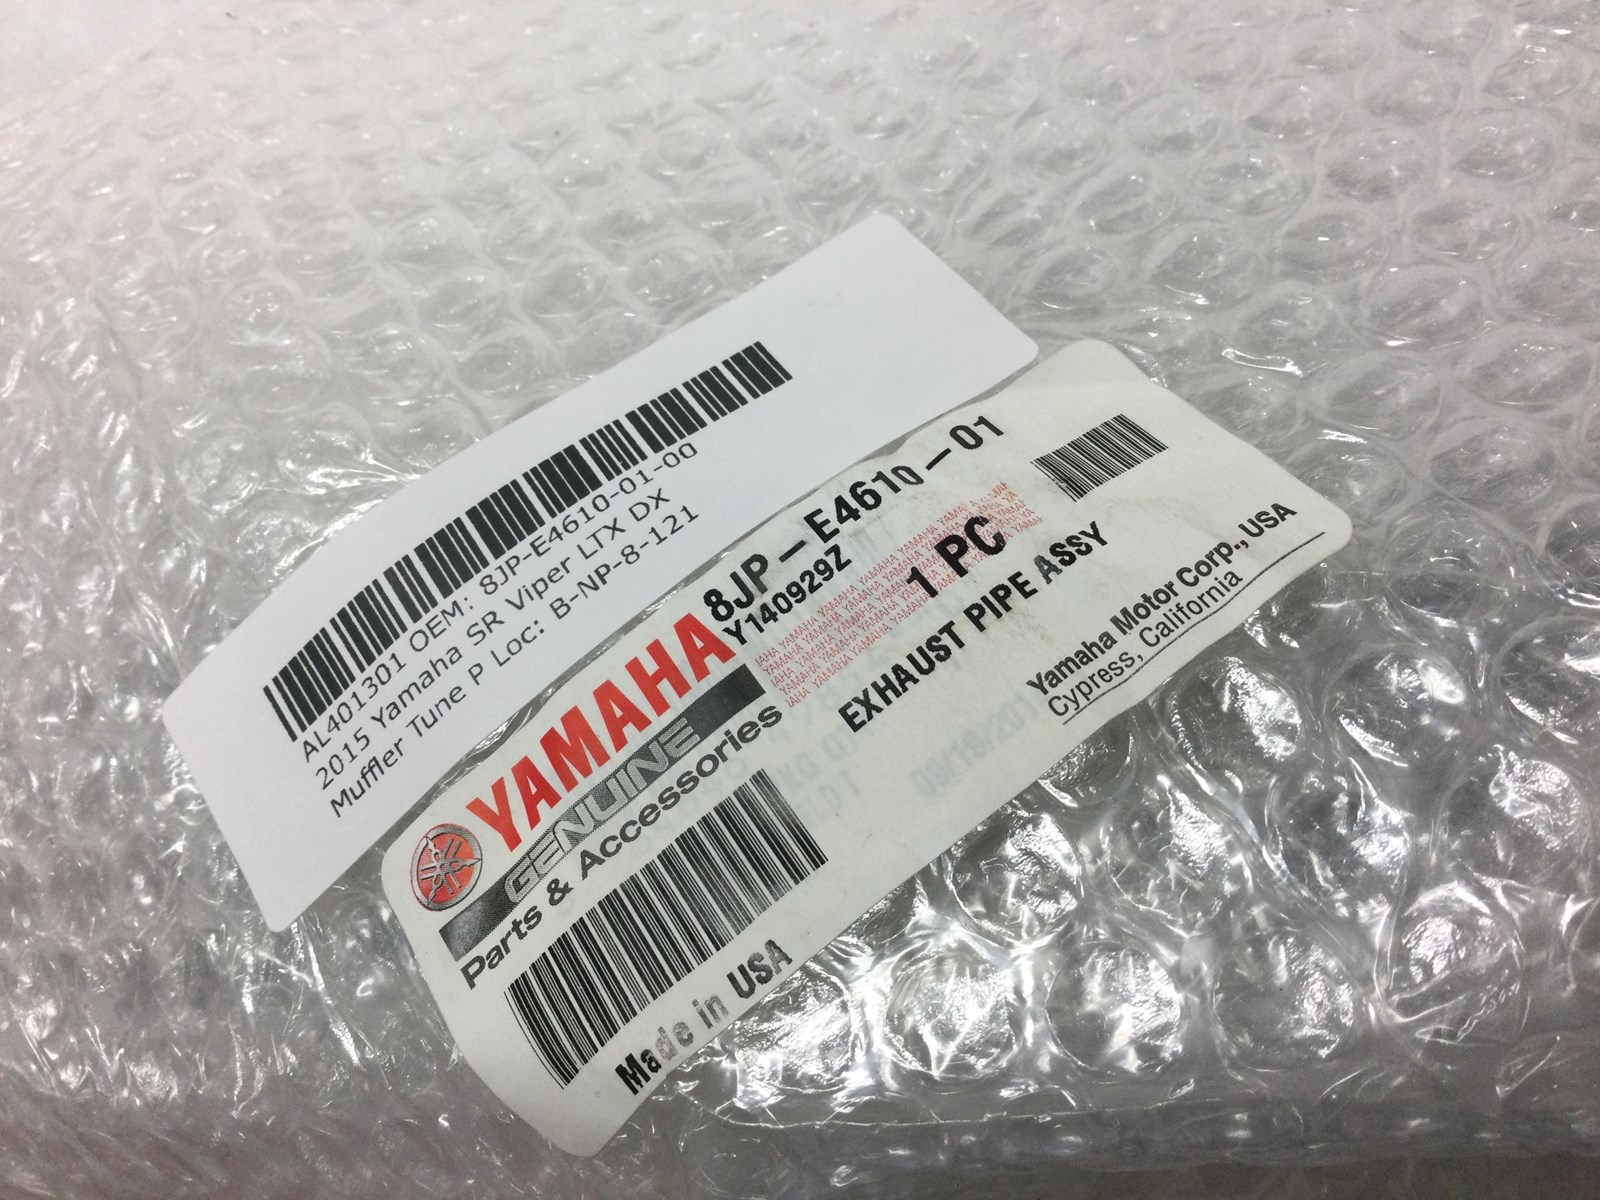 AL401301 OEM: 8JP-E4610-01-00
2015 Yamaha SR Viper LTX DX
Muffler Tune P Loc: B-NP-8-121
YAMAHA
GENUINE
Parts & Accessories
Made in USA
8JP-E4610-01
Y140929Z
1 PC
EXHAUST PIPE ASSY
Yamaha Motor Corp., USA
Cypress, California